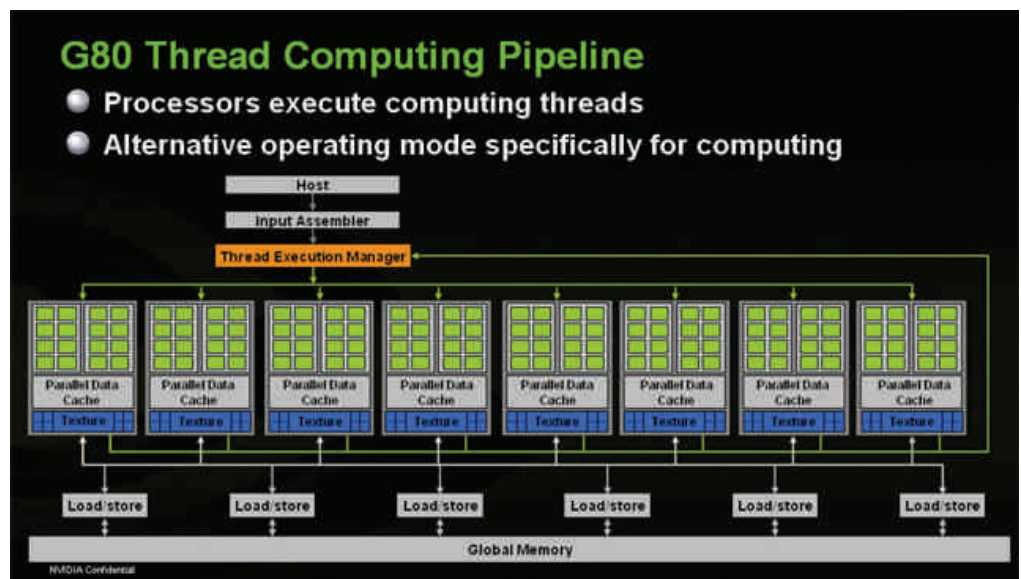 G80 Thread Computing Pipeline
Processors execute computing threads
Alternative operating mode specifically for computing
Host
Input Assembler
Thread Execution Manager
Parallel Data Cache
Parallel Data Cache
Parallel Data Cache
Parallel Data Cache
Parallel Data Cache
Parallel Data Cache
Parallel Data Cache
Parallel Data Cache
Texture
Texture
Texture
Texture
Texture
Texture
Texture
Texture
Load/store
Load/store
Load/store
Load/store
Load/store
Load/store
Global Memory
NVIDIA Confidential